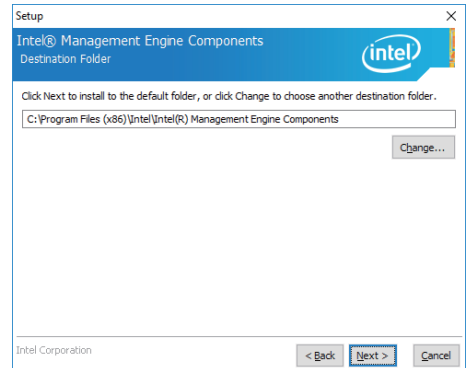 Setup
Intel® Management Engine Components
Destination Folder
intel
Click Next to install to the default folder, or click Change to choose another destination folder.
C:\Program Files (x86)\Intel\Intel(R) Management Engine Components
Change...
Intel Corporation
< Back
Next >
Cancel